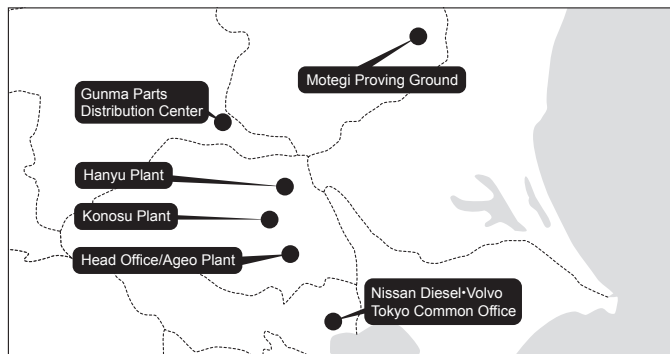 Motegi Proving Ground
Gunma Parts
Distribution Center
Hanyu Plant
Konosu Plant
Head Office/Ageo Plant
Nissan Diesel•Volvo
Tokyo Common Office